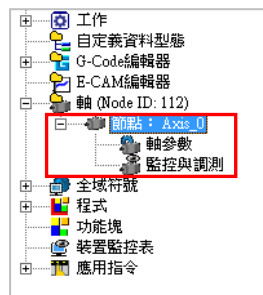 工作
自定義資料型態
G-Code編輯器
E-CAM編輯器
軸 (Node ID: 112)
節點： Axis_0
軸參數
監控與調測
全域符號
程式
功能塊
裝置監控表
應用指令